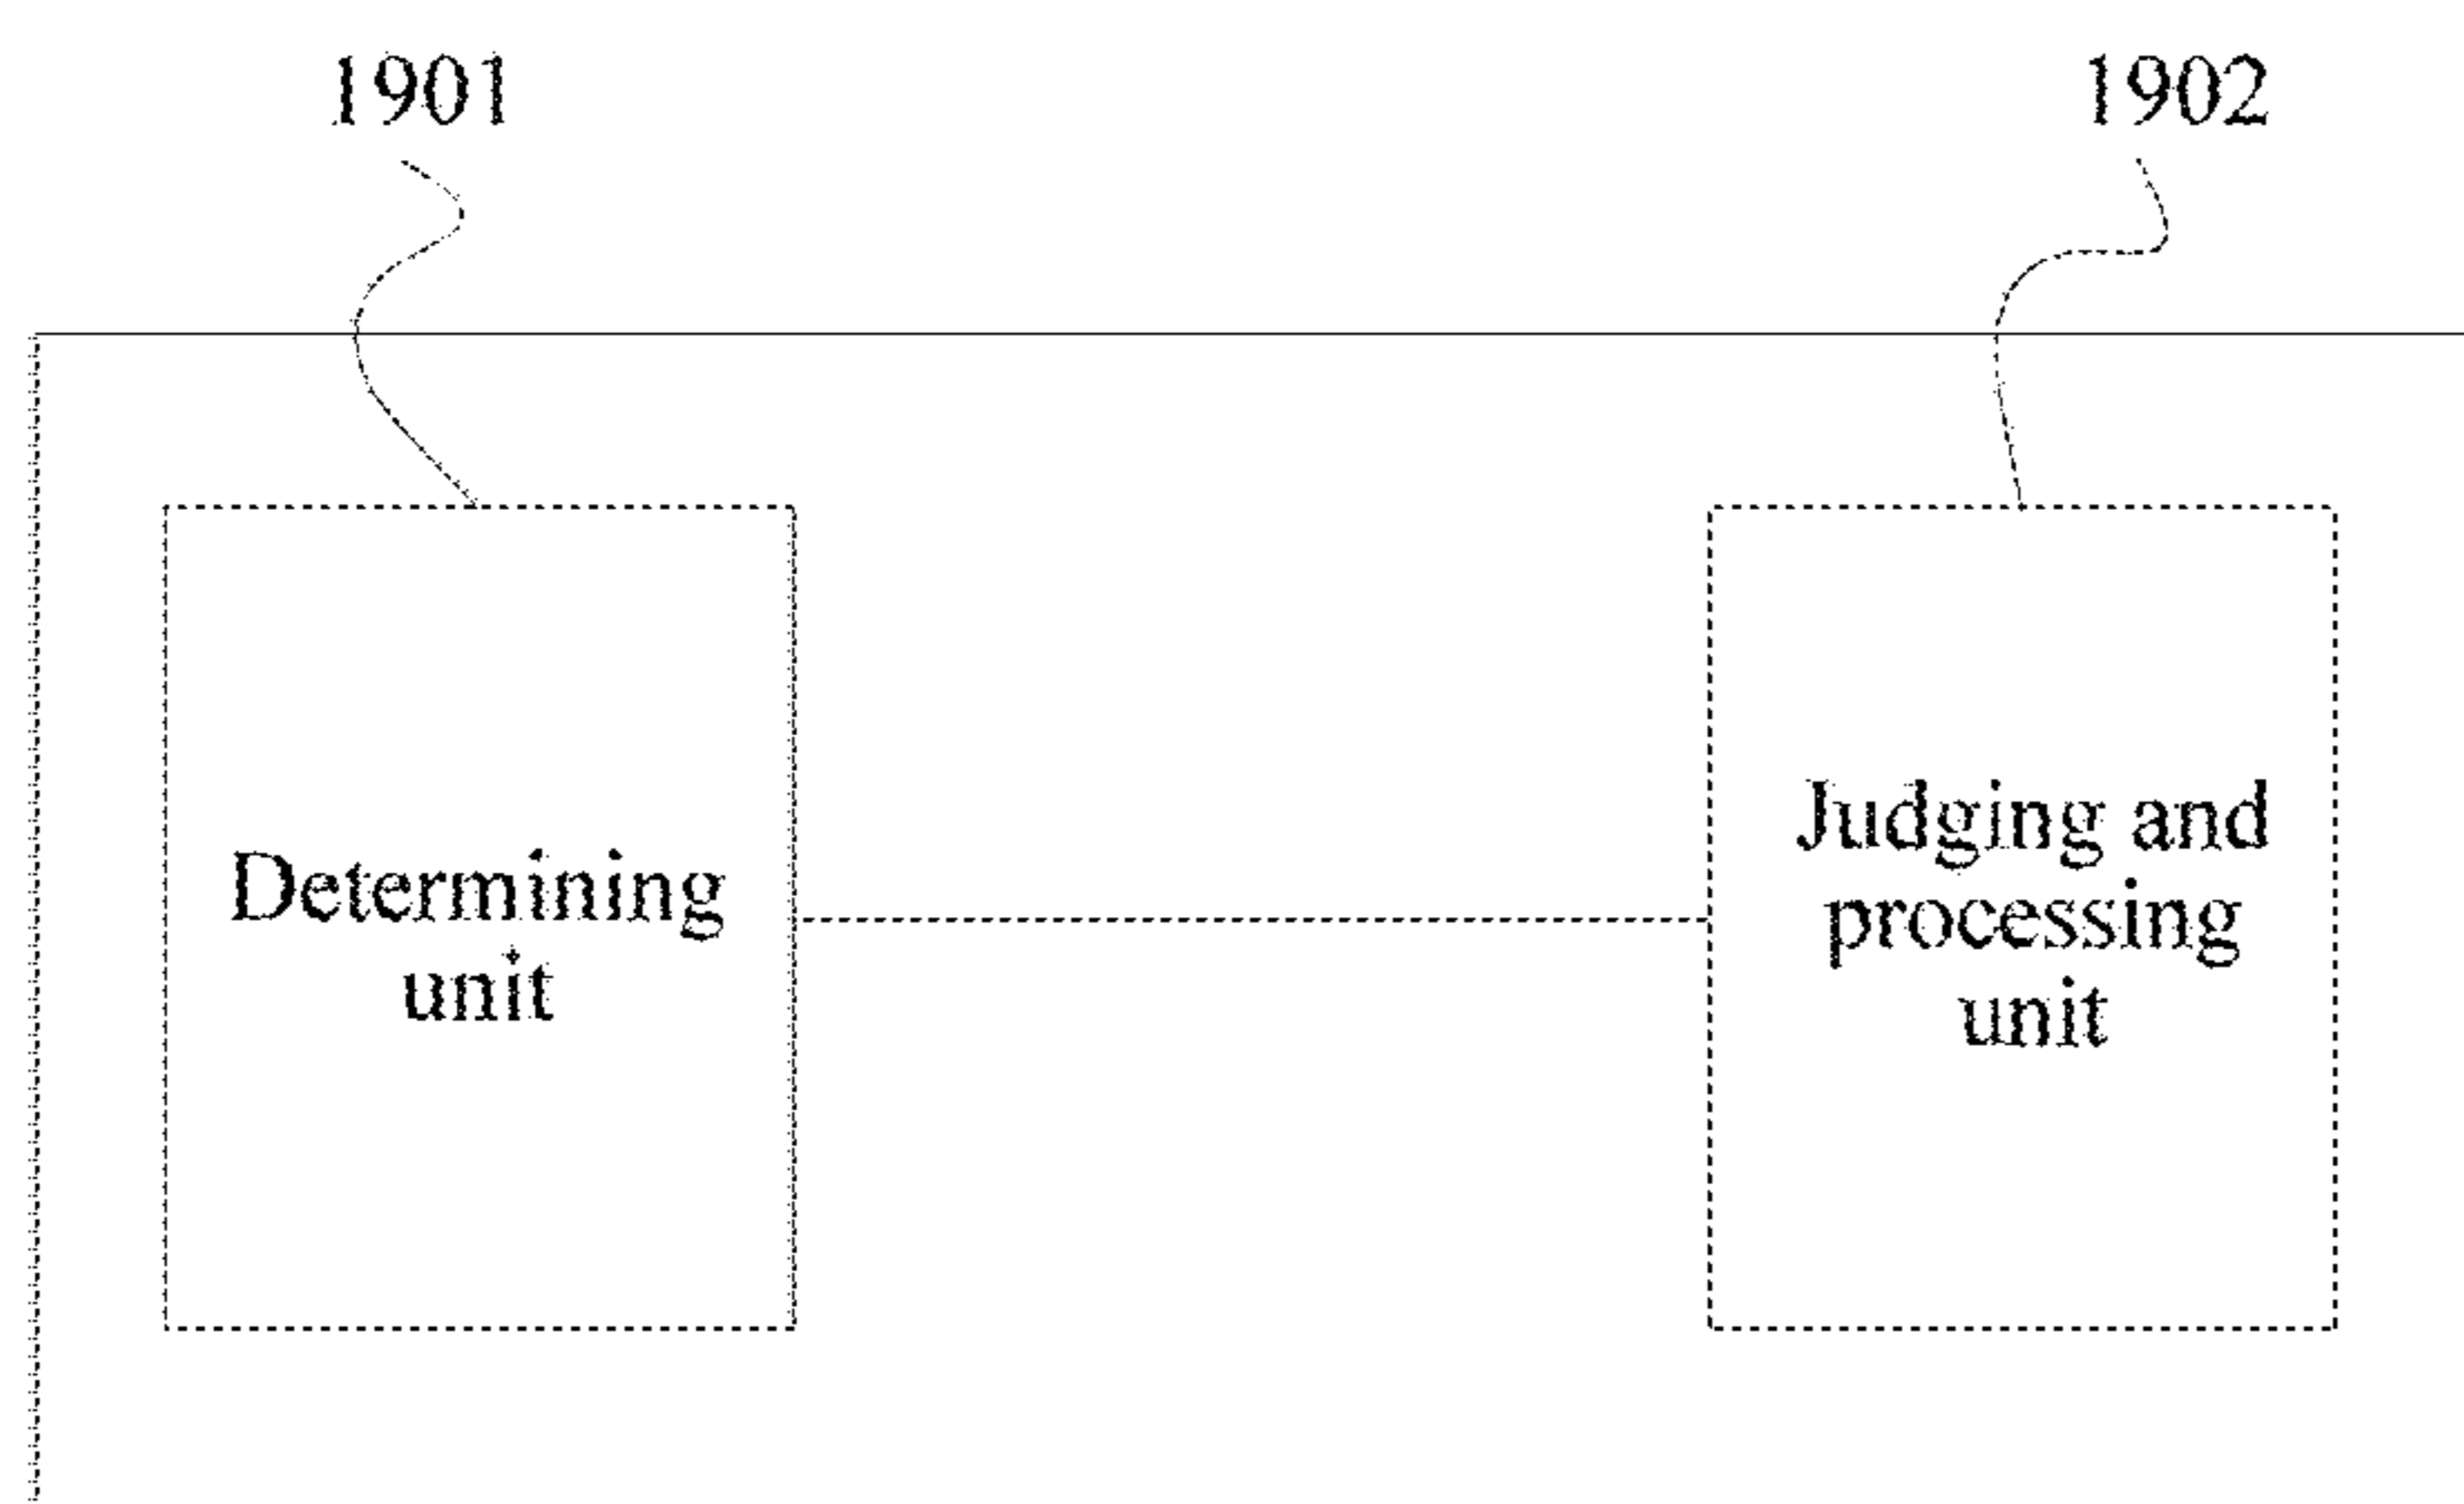 1901
1902
Determining
unit
Judging and
processing
unit